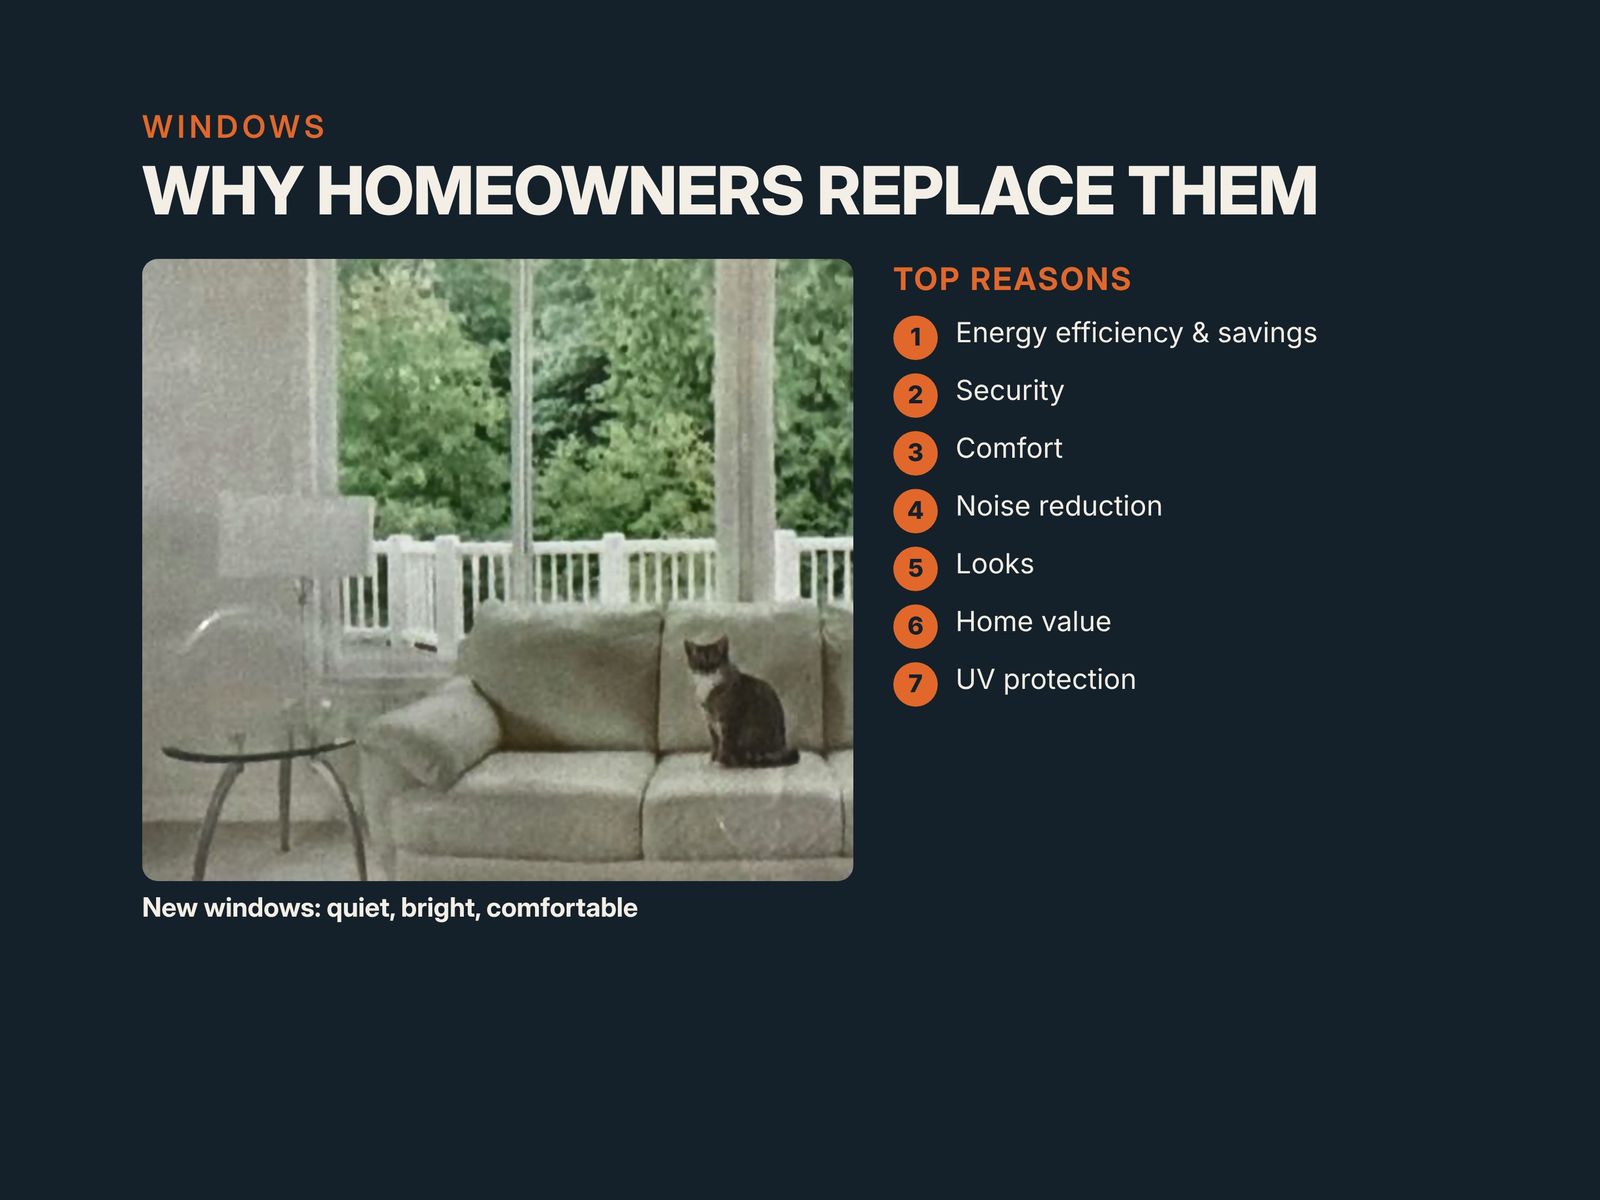 WINDOWS
WHY HOMEOWNERS REPLACE THEM
TOP REASONS
1 Energy efficiency & savings
2 Security
3 Comfort
4 Noise reduction
5 Looks
6 Home value
7 UV protection
New windows: quiet, bright, comfortable